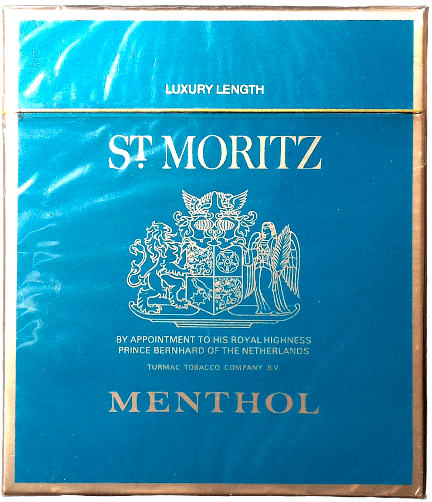 LUXURY LENGTH
ST. MORITZ
BY APPOINTMENT TO HIS ROYAL HIGHNESS
PRINCE BERNHARD OF THE NETHERLANDS
TURMAC TOBACCO COMPANY B.V.
MENTHOL